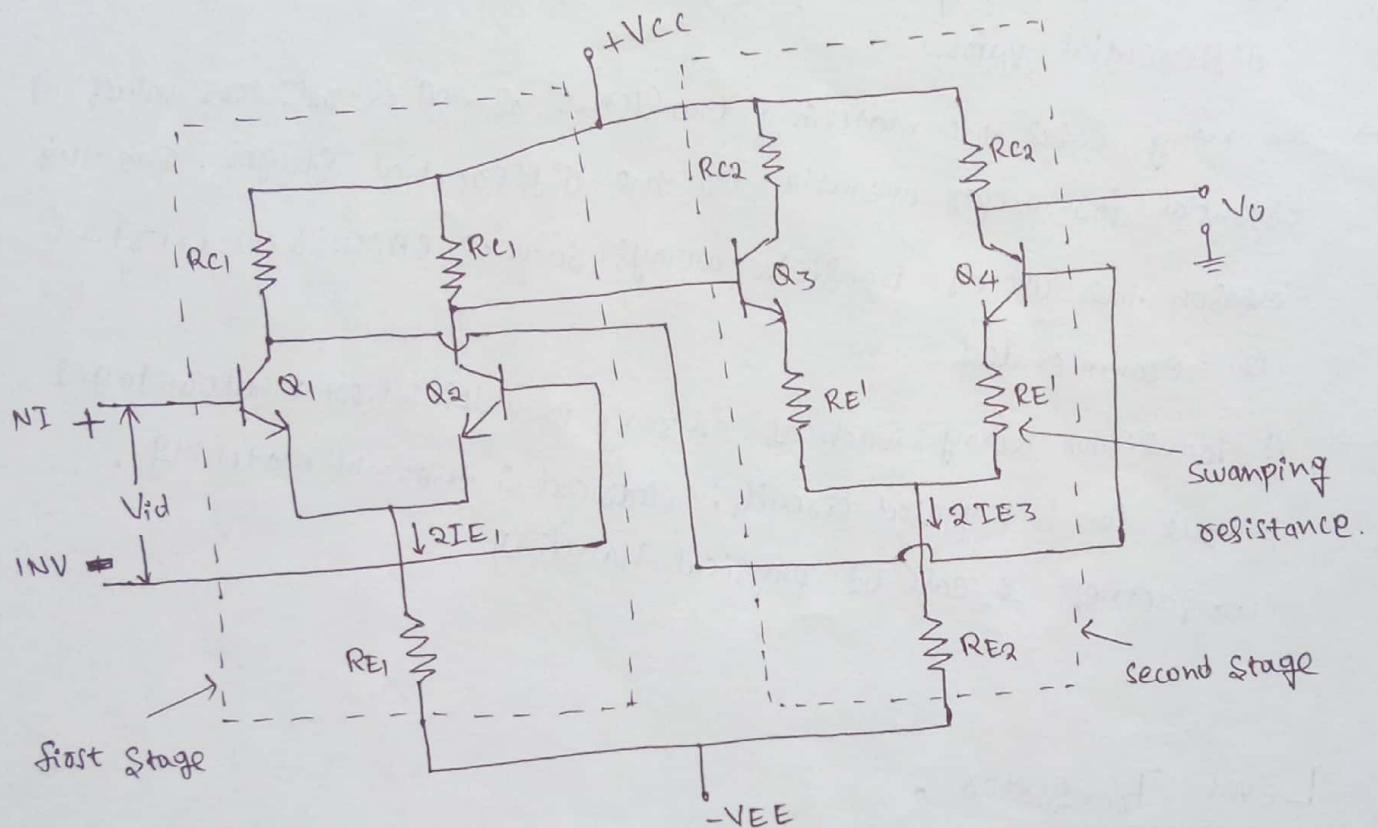 +VCC
RC2
RC2
VO
RC1
RC1
Q3
Q4
Q1
Q2
NI +
RE'
RE'
Vid
swamping
resistance.
↓2IE1
↓2IE3
INV -
RE1
RE2
second stage
first stage
-VEE